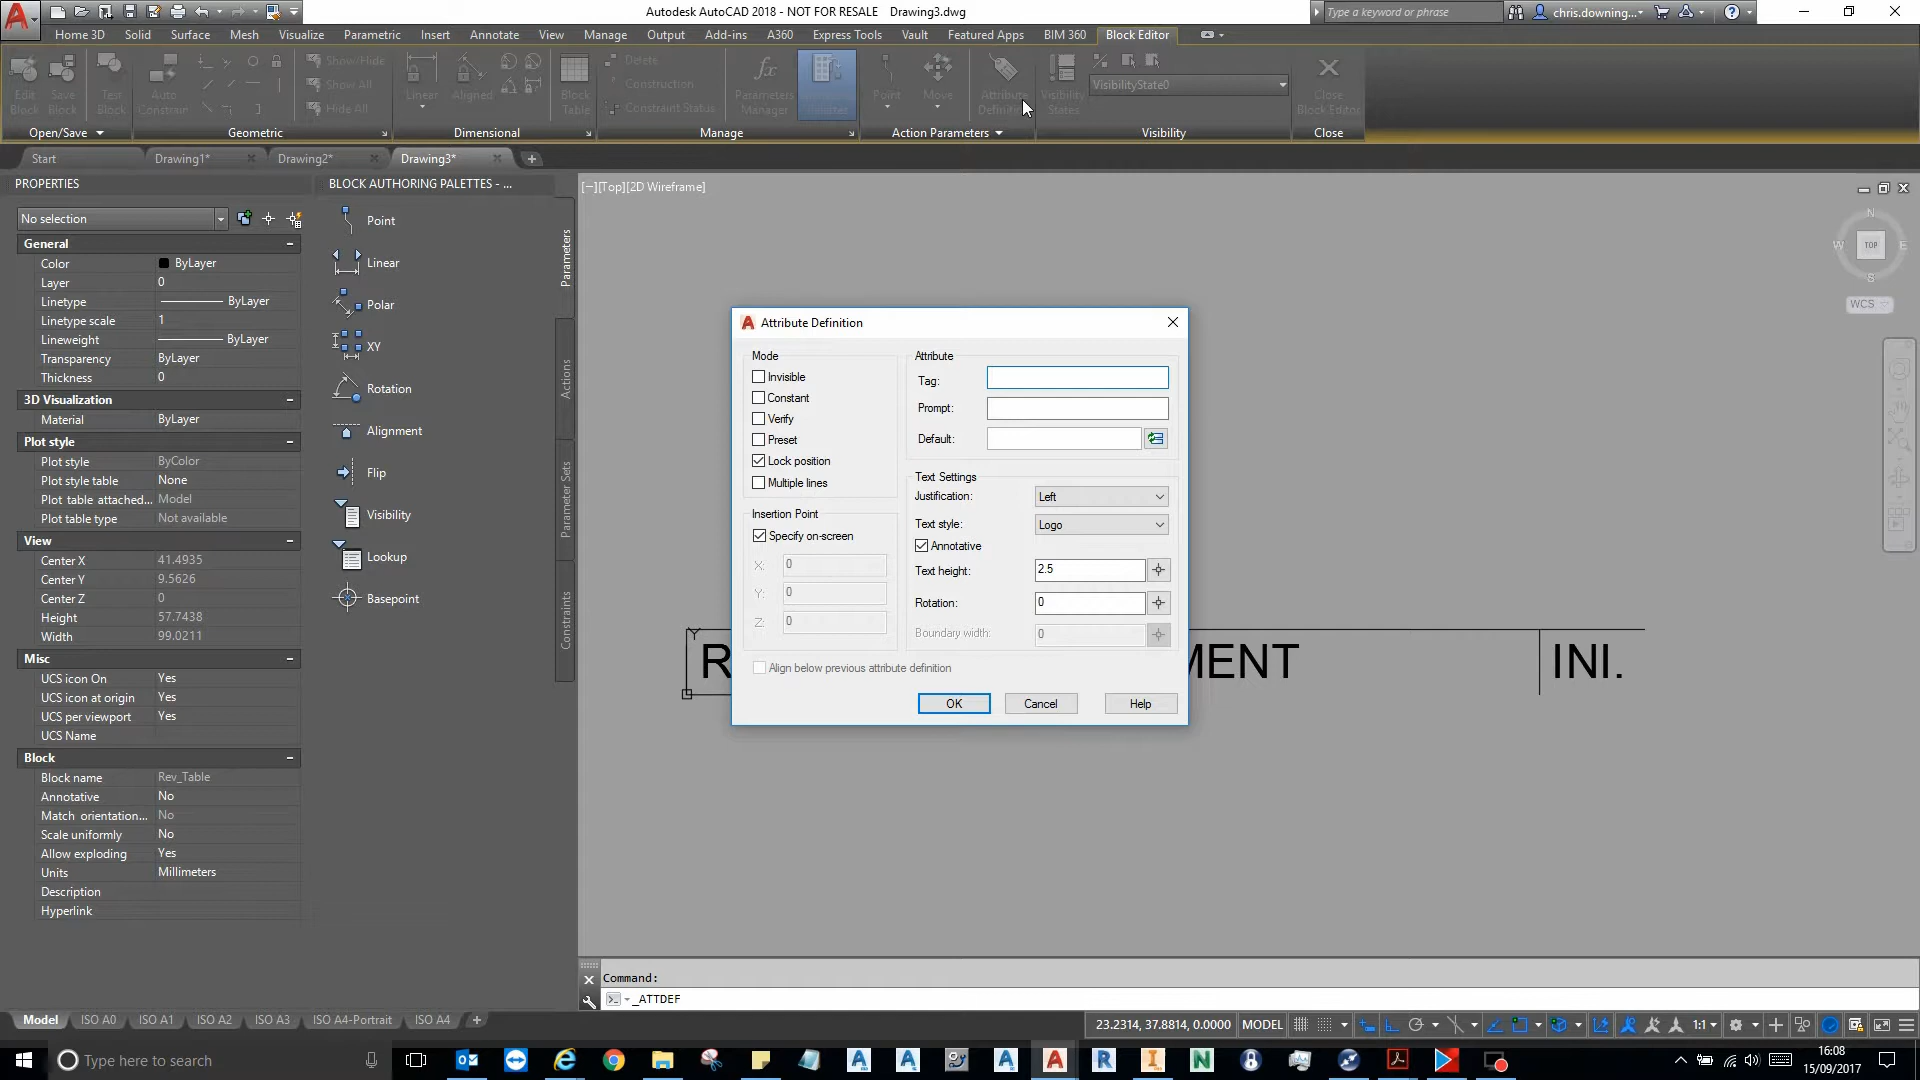 Autodesk AutoCAD 2018 - NOT FOR RESALE Drawing3.dwg
Type a keyword or phrase
chris.downing...
Home 3D Solid Surface Mesh Visualize Parametric Insert Annotate View Manage Output Add-ins A360 Express Tools Vault Featured Apps BIM 360 Block Editor
Edit Block
Save Block
Test Block
Auto Constrain
Show/Hide
Show All
Hide All
Linear
Aligned
Block Table
Delete
Construction
Constraint Status
Parameters Manager
Point
Move
Attribute Definition
Visibility States
VisibilityState0
Close Block Editor
Open/Save
Geometric
Dimensional
Manage
Action Parameters
Visibility
Close
Start
Drawing1*
Drawing2*
Drawing3*
PROPERTIES
No selection
General
Color ByLayer
Layer 0
Linetype ByLayer
Linetype scale 1
Lineweight ByLayer
Transparency ByLayer
Thickness 0
3D Visualization
Material ByLayer
Plot style
Plot style ByColor
Plot style table None
Plot table attached... Model
Plot table type Not available
View
Center X 41.4935
Center Y 9.5626
Center Z 0
Height 57.7438
Width 99.0211
Misc
UCS icon On Yes
UCS icon at origin Yes
UCS per viewport Yes
UCS Name
Block
Block name Rev_Table
Annotative No
Match orientation... No
Scale uniformly No
Allow exploding Yes
Units Millimeters
Description
Hyperlink
BLOCK AUTHORING PALETTES - ...
Point
Linear
Polar
XY
Rotation
Alignment
Flip
Visibility
Lookup
Basepoint
Parameters
Actions
Parameter Sets
Constraints
[−][Top][2D Wireframe]
N
W TOP E
S
WCS
Attribute Definition
Mode
Invisible
Constant
Verify
Preset
Lock position
Multiple lines
Insertion Point
Specify on-screen
X: 0
Y: 0
Z: 0
Align below previous attribute definition
Attribute
Tag:
Prompt:
Default:
Text Settings
Justification: Left
Text style: Logo
Annotative
Text height: 2.5
Rotation: 0
Boundary width: 0
OK Cancel Help
Y
R
MENT
INI.
Command:
_ATTDEF
Model ISO A0 ISO A1 ISO A2 ISO A3 ISO A4-Portrait ISO A4
23.2314, 37.8814, 0.0000 MODEL 1:1
Type here to search
16:08
15/09/2017